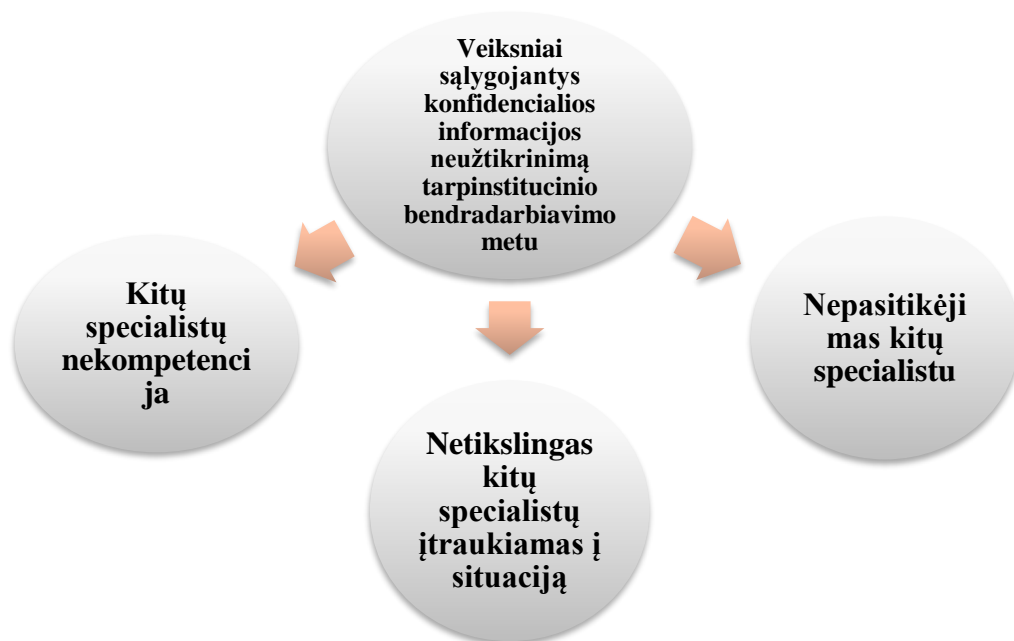 Veiksniai
sąlygojantys
konfidencialios
informacijos
neužtikrinimą
tarpinstitucinio
bendradarbiavimo
metu
Kitų
specialistų
nekompetenci
ja
Netikslingas
kitų
specialistų
įtraukiamas į
situaciją
Nepasitikėji
mas kitų
specialistu